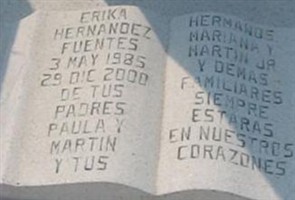 ERIKA
HERNANDEZ
FUENTES
3 MAY 1985
29 DIC 2000
DE TUS
PADRES
PAULA Y
MARTIN
Y TUS
HERMANOS
MARIANA Y
MARTIN JR
Y DEMAS
FAMILIARES
SIEMPRE
ESTARAS
EN NUESTROS
CORAZONES